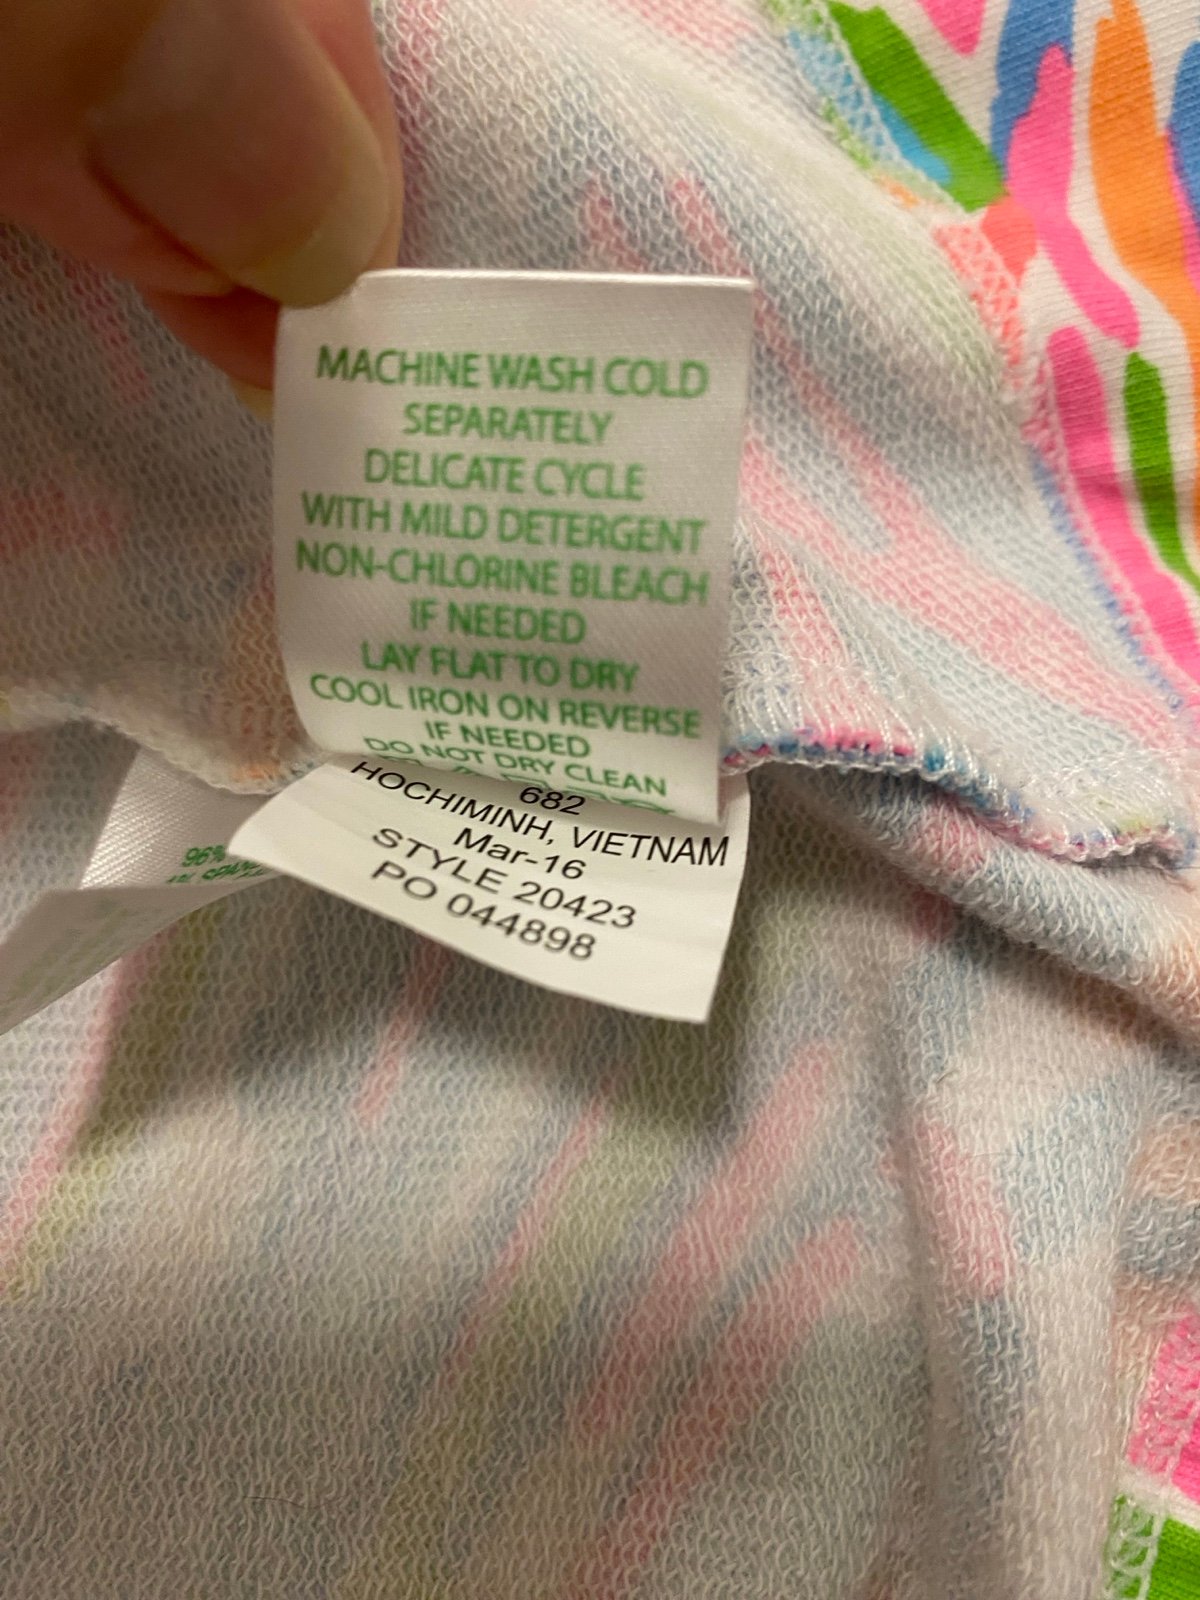 MACHINE WASH COLD
SEPARATELY
DELICATE CYCLE
WITH MILD DETERGENT
NON-CHLORINE BLEACH
IF NEEDED
LAY FLAT TO DRY
COOL IRON ON REVERSE
IF NEEDED
DO NOT DRY CLEAN
682
HOCHIMINH, VIETNAM
Mar-16
STYLE 20423
PO 044898
96%